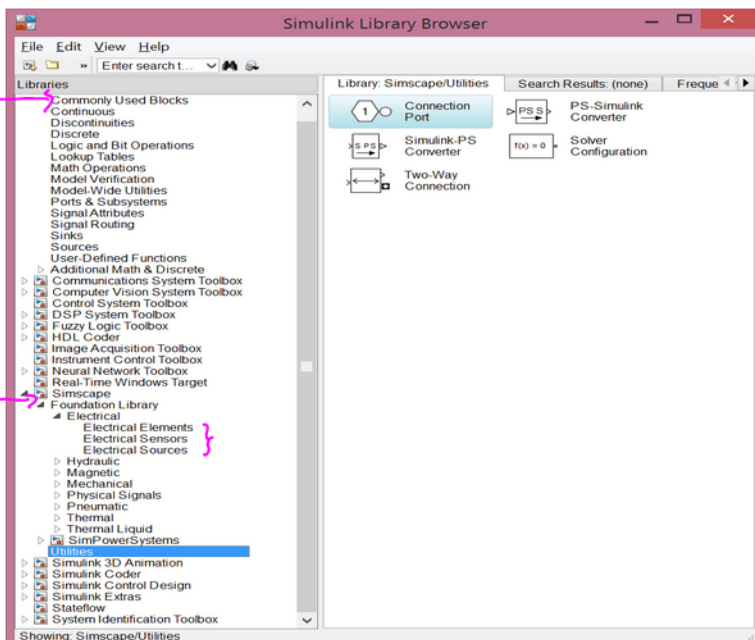 Simulink Library Browser
File Edit View Help
» Enter search t...
Libraries
Commonly Used Blocks
Continuous
Discontinuities
Discrete
Logic and Bit Operations
Lookup Tables
Math Operations
Model Verification
Model-Wide Utilities
Ports & Subsystems
Signal Attributes
Signal Routing
Sinks
Sources
User-Defined Functions
Additional Math & Discrete
Communications System Toolbox
Computer Vision System Toolbox
Control System Toolbox
DSP System Toolbox
Fuzzy Logic Toolbox
HDL Coder
Image Acquisition Toolbox
Instrument Control Toolbox
Neural Network Toolbox
Real-Time Windows Target
Simscape
Foundation Library
Electrical
Electrical Elements
Electrical Sensors
Electrical Sources
Hydraulic
Magnetic
Mechanical
Physical Signals
Pneumatic
Thermal
Thermal Liquid
SimPowerSystems
Utilities
Simulink 3D Animation
Simulink Coder
Simulink Control Design
Simulink Extras
Stateflow
System Identification Toolbox
Library: Simscape/Utilities Search Results: (none) Freque
1 Connection
Port
PS S PS-Simulink
Converter
S PS Simulink-PS
Converter
f(x) = 0 Solver
Configuration
Two-Way
Connection
Showing: Simscape/Utilities